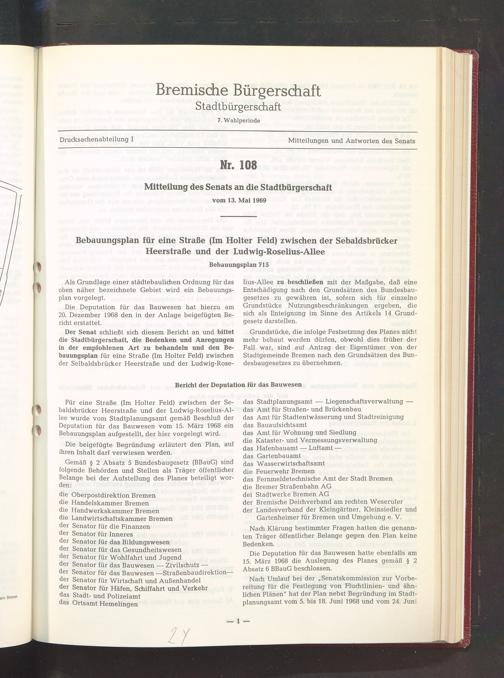 Bremische Bürgerschaft
Stadtbürgerschaft
7. Wahlperiode
Drucksachenabteilung I
Mitteilungen und Antworten des Senats
Nr. 108
Mitteilung des Senats an die Stadtbürgerschaft
vom 13. Mai 1969
Bebauungsplan für eine Straße (Im Holter Feld) zwischen der Sebaldsbrücker
Heerstraße und der Ludwig-Roselius-Allee
Bebauungsplan 715
Als Grundlage einer städtebaulichen Ordnung für das
oben näher bezeichnete Gebiet wird ein Bebauungs-
plan vorgelegt.
Die Deputation für das Bauwesen hat hierzu am
20. Dezember 1968 den in der Anlage beigefügten Be-
richt erstattet.
Der Senat schließt sich diesem Bericht an und bittet
die Stadtbürgerschaft, die Bedenken und Anregungen
in der empfohlenen Art zu behandeln und den Be-
bauungsplan für eine Straße (Im Holter Feld) zwischen
der Sebaldsbrücker Heerstraße und der Ludwig-Rose-
lius-Allee zu beschließen mit der Maßgabe, daß eine
Entschädigung nach den Grundsätzen des Bundesbau-
gesetzes zu gewähren ist, sofern sich für einzelne
Grundstücke Nutzungsbeschränkungen ergeben, die
sich als Enteignung im Sinne des Artikels 14 Grund-
gesetz darstellen.
Grundstücke, die infolge Festsetzung des Planes nicht
mehr bebaut werden dürfen, obwohl dies früher der
Fall war, sind auf Antrag der Eigentümer von der
Stadtgemeinde Bremen nach den Grundsätzen des Bun-
desbaugesetzes zu übernehmen.
Bericht der Deputation für das Bauwesen
Für eine Straße (Im Holter Feld) zwischen der Se-
baldsbrücker Heerstraße und der Ludwig-Roselius-Al-
lee wurde vom Stadtplanungsamt gemäß Beschluß der
Deputation für das Bauwesen vom 15. März 1968 ein
Bebauungsplan aufgestellt, der hier vorgelegt wird.
Die beigefügte Begründung erläutert den Plan, auf
ihren Inhalt darf verwiesen werden.
Gemäß § 2 Absatz 5 Bundesbaugesetz (BBauG) sind
folgende Behörden und Stellen als Träger öffentlicher
Belange bei der Aufstellung des Planes beteiligt wor-
den:
die Oberpostdirektion Bremen
die Handelskammer Bremen
die Handwerkskammer Bremen
die Landwirtschaftskammer Bremen
der Senator für die Finanzen
der Senator für Inneres
der Senator für das Bildungswesen
der Senator für das Gesundheitswesen
der Senator für Wohlfahrt und Jugend
der Senator für das Bauwesen — Zivilschutz —
der Senator für das Bauwesen —Straßenbaudirektion—
der Senator für Wirtschaft und Außenhandel
der Senator für Häfen, Schiffahrt und Verkehr
das Stadt- und Polizeiamt
das Ortsamt Hemelingen
das Stadtplanungsamt — Liegenschaftsverwaltung —
das Amt für Straßen- und Brückenbau
das Amt für Stadtentwässerung und Stadtreinigung
das Bauaufsichtsamt
das Amt für Wohnung und Siedlung
die Kataster- und Vermessungsverwaltung
das Hafenbauamt — Luftamt —
das Gartenbauamt
das Wasserwirtschaftsamt
die Feuerwehr Bremen
das Fernmeldetechnische Amt der Stadt Bremen
die Bremer Straßenbahn AG
die Stadtwerke Bremen AG
der Bremische Deichverband am rechten Weserufer
der Landesverband der Kleingärtner, Kleinsiedler und
Gartenheimer für Bremen und Umgebung e. V.
Nach Klärung bestimmter Fragen hatten die genann-
ten Träger öffentlicher Belange gegen den Plan keine
Bedenken.
Die Deputation für das Bauwesen hatte ebenfalls am
15. März 1968 die Auslegung des Planes gemäß § 2
Absatz 6 BBauG beschlossen.
Nach Umlauf bei der „Senatskommission zur Vorbe-
reitung für die Festlegung von Fluchtlinien- und ähn-
lichen Plänen" hat der Plan nebst Begründung im Stadt-
planungsamt vom 5. bis 18. Juni 1968 und vom 24. Juni
— 1 —
24